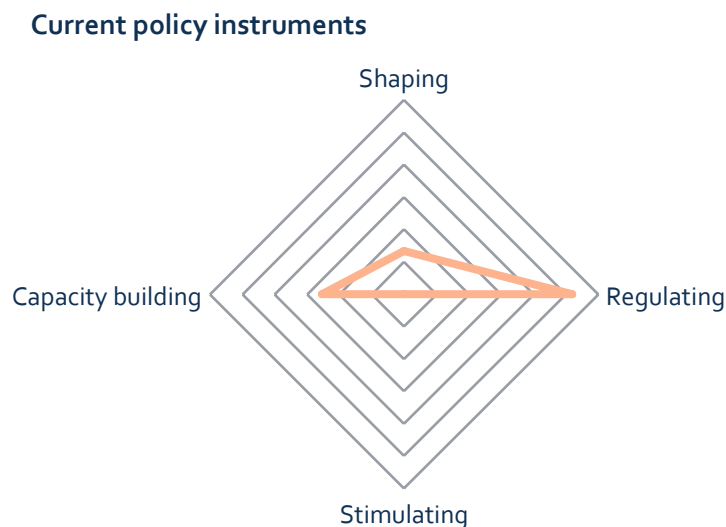 Current policy instruments
Shaping
Capacity building
Regulating
Stimulating